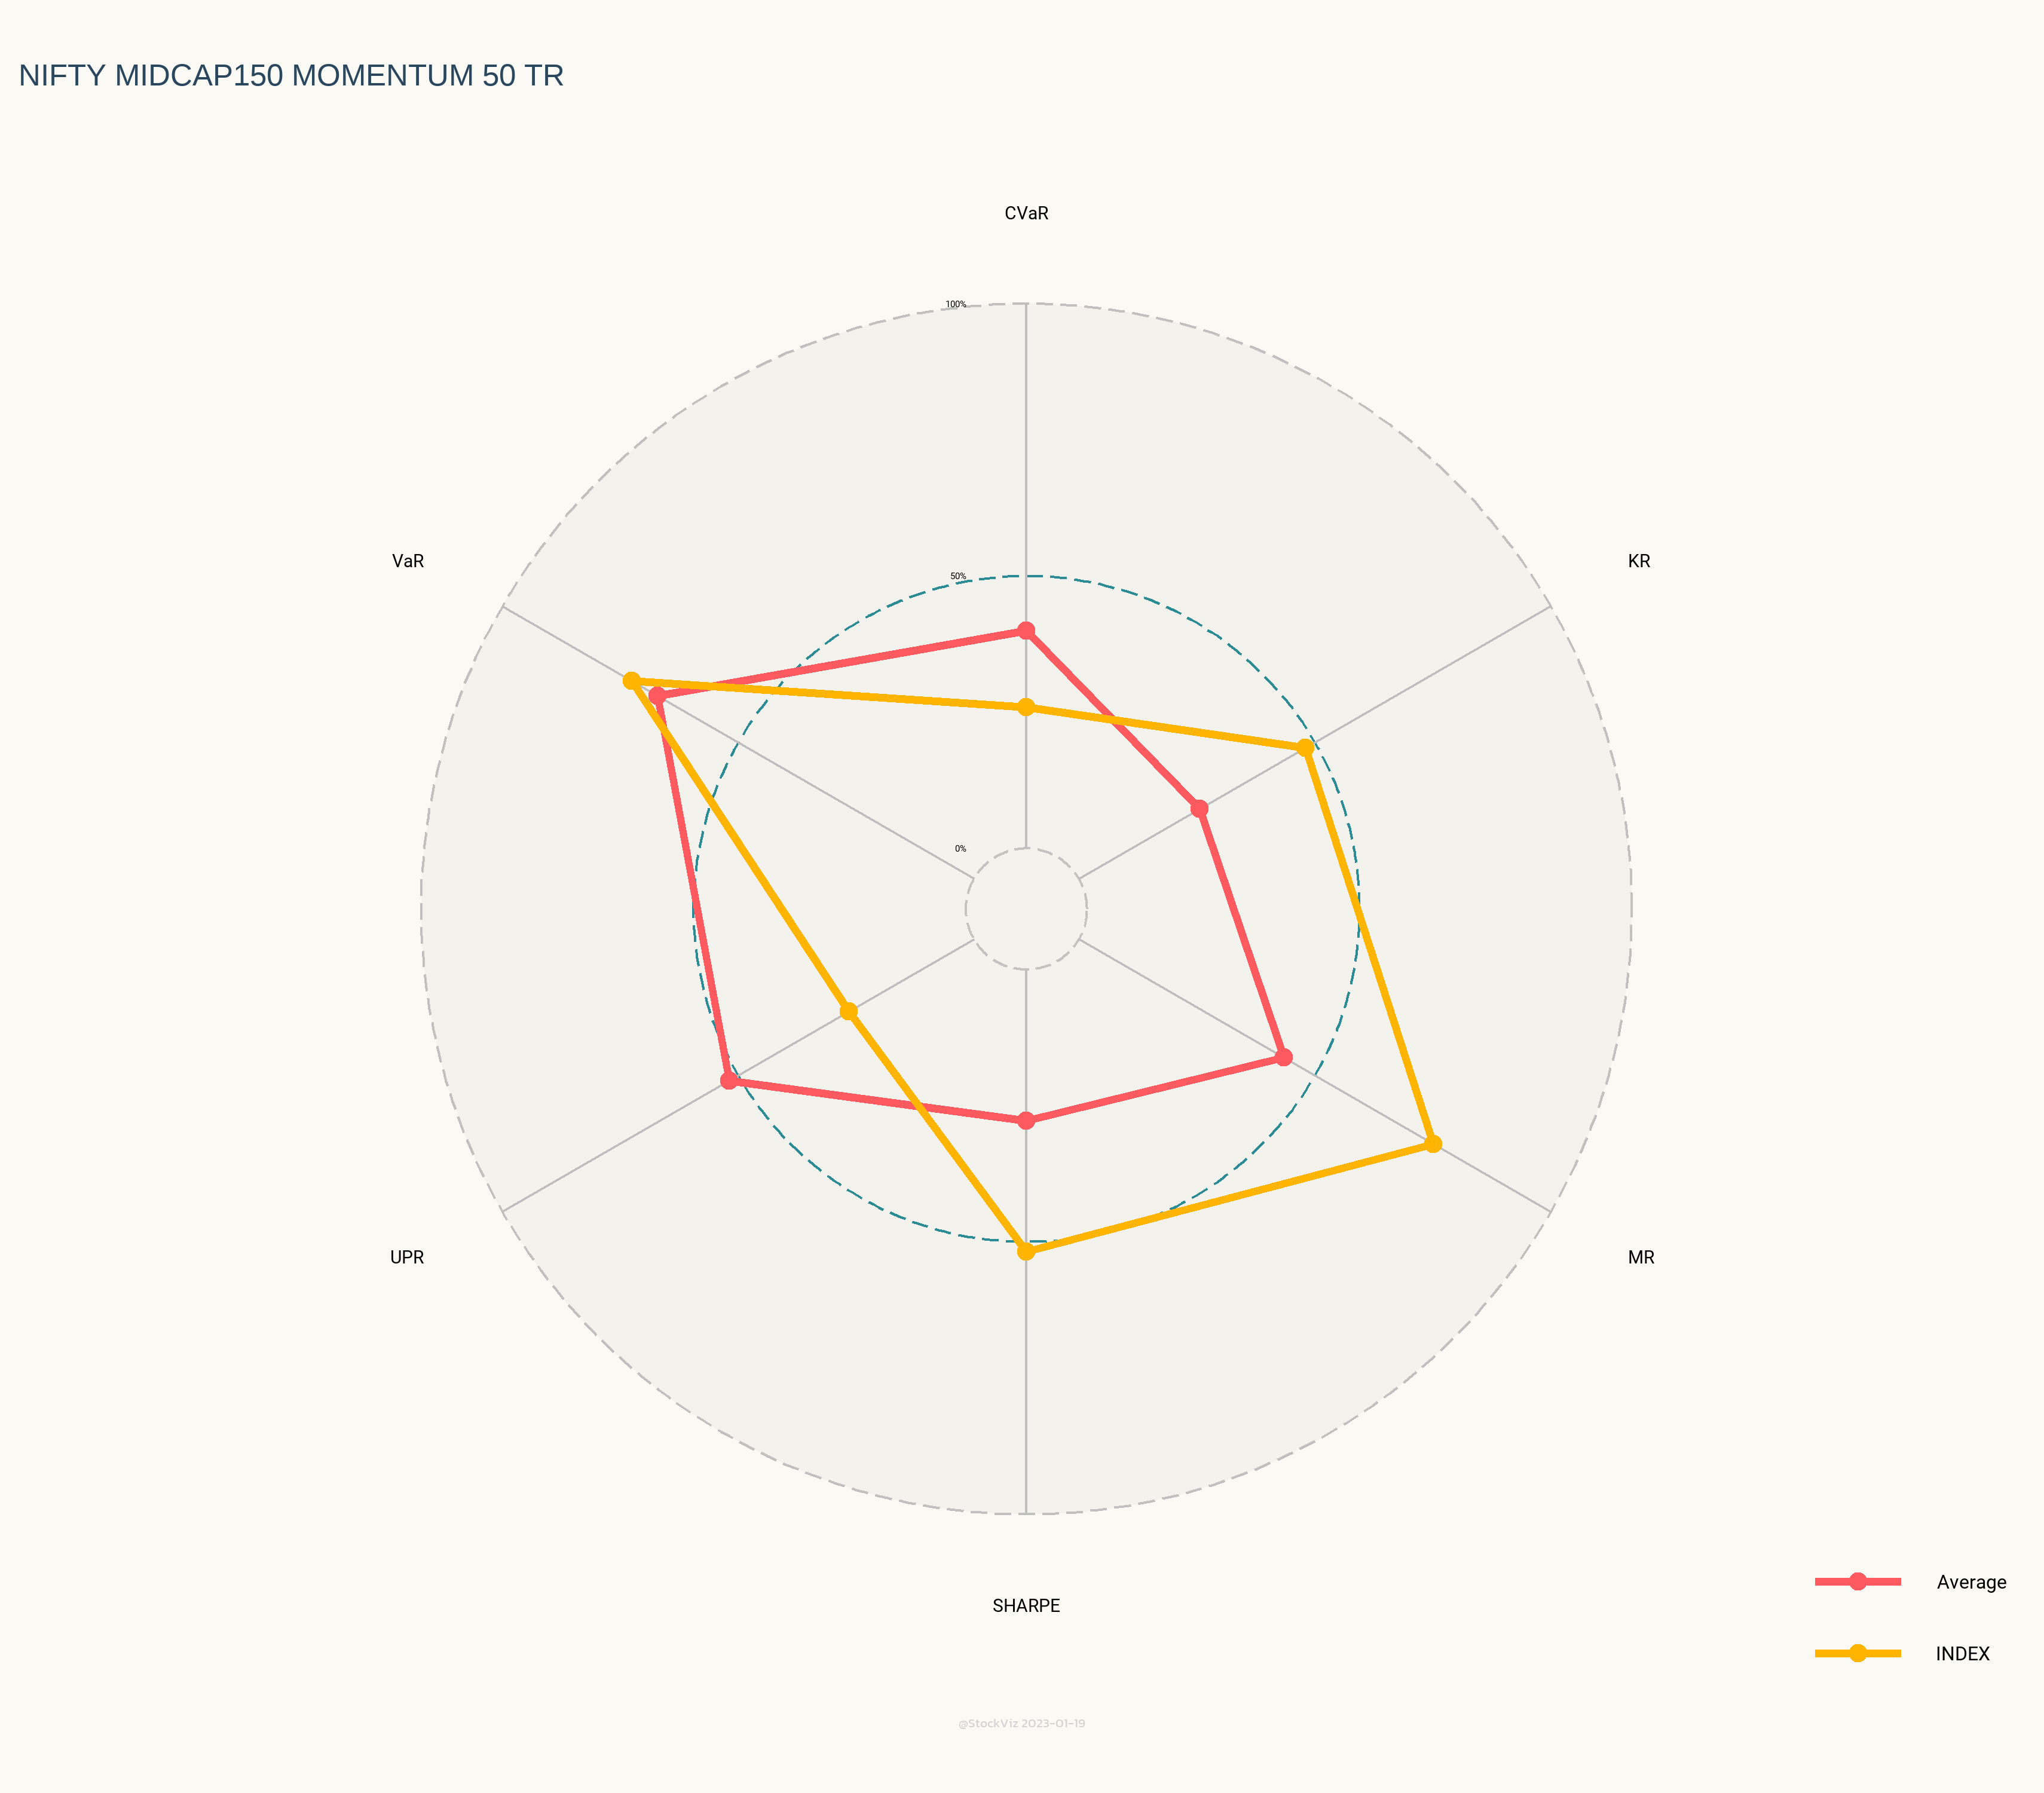 NIFTY MIDCAP150 MOMENTUM 50 TR
CVaR
100%
VaR
KR
50%
0%
UPR
MR
SHARPE
Average
INDEX
@StockViz 2023-01-19